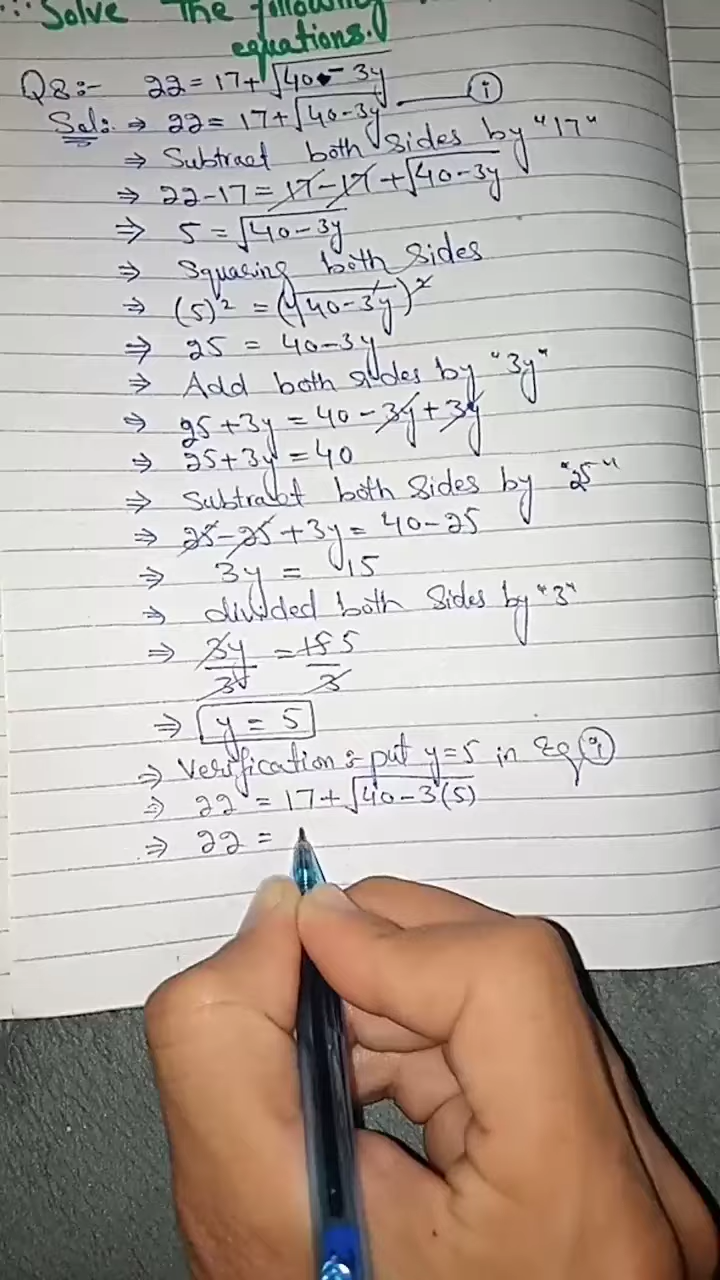 ∴ Solve The following
equations.
Q8:- 22 = 17 + √40 - 3y
Sol: ⇒ 22 = 17 + √40-3y ——— (i)
⇒ Subtract both sides by "17"
⇒ 22-17 = 17-17 + √40-3y
⇒ 5 = √40-3y
⇒ Squaring both sides
⇒ (5)² = (√40-3y)²
⇒ 25 = 40-3y
⇒ Add both sides by "3y"
⇒ 25+3y = 40-3y+3y
⇒ 25+3y = 40
⇒ Subtract both sides by "25"
⇒ 25-25+3y = 40-25
⇒ 3y = 15
⇒ divided both sides by "3"
⇒ 3y/3 = 15/3 5
⇒ y = 5
⇒ Verification: put y=5 in Eq (i)
⇒ 22 = 17 + √40-3(5)
⇒ 22 =